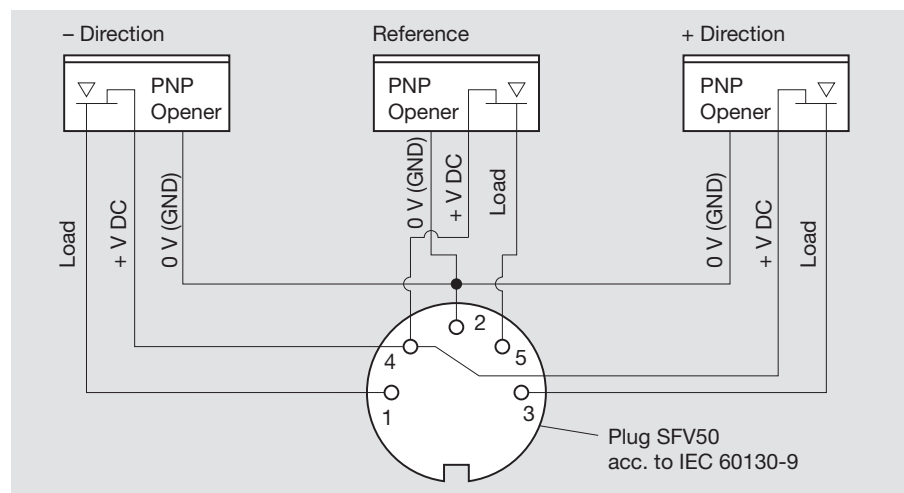 – Direction
Reference
+ Direction
PNP
Opener
PNP
Opener
PNP
Opener
Load
+ V DC
0 V (GND)
0 V (GND)
+ V DC
Load
0 V (GND)
+ V DC
Load
2
4
5
1
3
Plug SFV50
acc. to IEC 60130-9